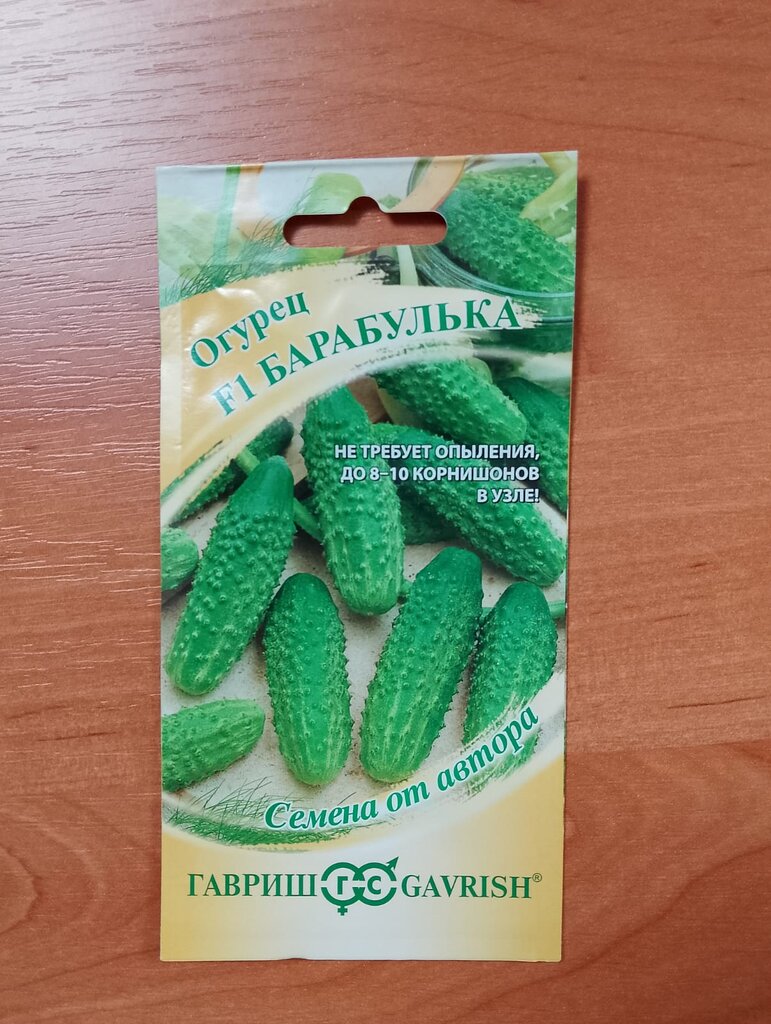 Огурец
F1 БАРАБУЛЬКА
НЕ ТРЕБУЕТ ОПЫЛЕНИЯ,
ДО 8–10 КОРНИШОНОВ
В УЗЛЕ!
Семена от автора
ГАВРИШ Г С GAVRISH®